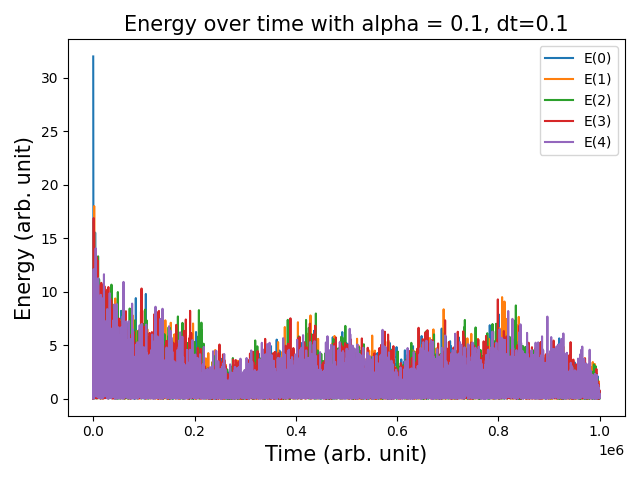 Energy over time with alpha = 0.1, dt=0.1
E(0)
E(1)
E(2)
E(3)
E(4)
Energy (arb. unit)
30
25
20
15
10
5
0
0.0 0.2 0.4 0.6 0.8 1.0
1e6
Time (arb. unit)